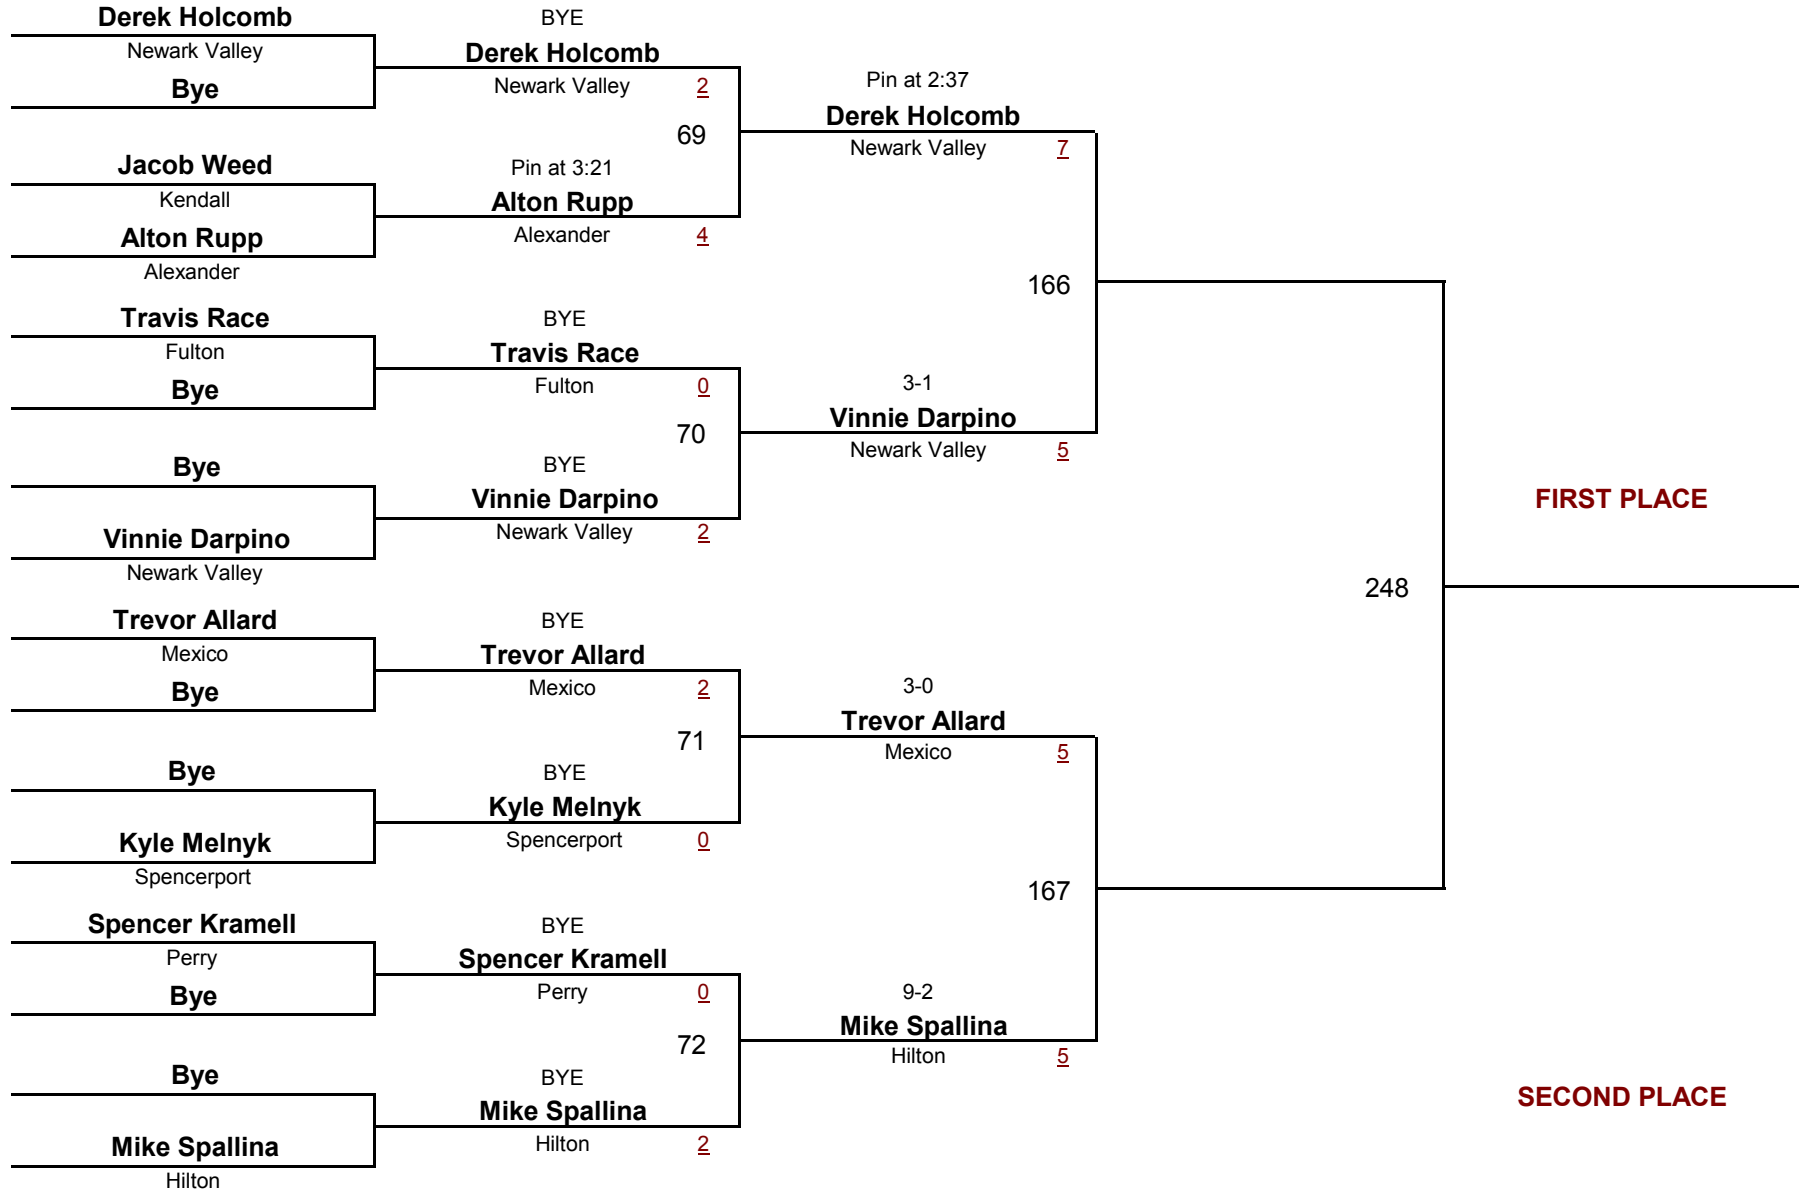 Derek Holcomb
Newark Valley
Bye
Jacob Weed
Kendall
Alton Rupp
Alexander
Travis Race
Fulton
Bye
Bye
Vinnie Darpino
Newark Valley
Trevor Allard
Mexico
Bye
Bye
Kyle Melnyk
Spencerport
Spencer Kramell
Perry
Bye
Bye
Mike Spallina
Hilton
BYE
Derek Holcomb
Newark Valley 2
69
Pin at 3:21
Alton Rupp
Alexander 4
BYE
Travis Race
Fulton 0
70
BYE
Vinnie Darpino
Newark Valley 2
BYE
Trevor Allard
Mexico 2
71
BYE
Kyle Melnyk
Spencerport 0
BYE
Spencer Kramell
Perry 0
72
BYE
Mike Spallina
Hilton 2
Pin at 2:37
Derek Holcomb
Newark Valley 7
166
3-1
Vinnie Darpino
Newark Valley 5
3-0
Trevor Allard
Mexico 5
167
9-2
Mike Spallina
Hilton 5
248
FIRST PLACE
SECOND PLACE